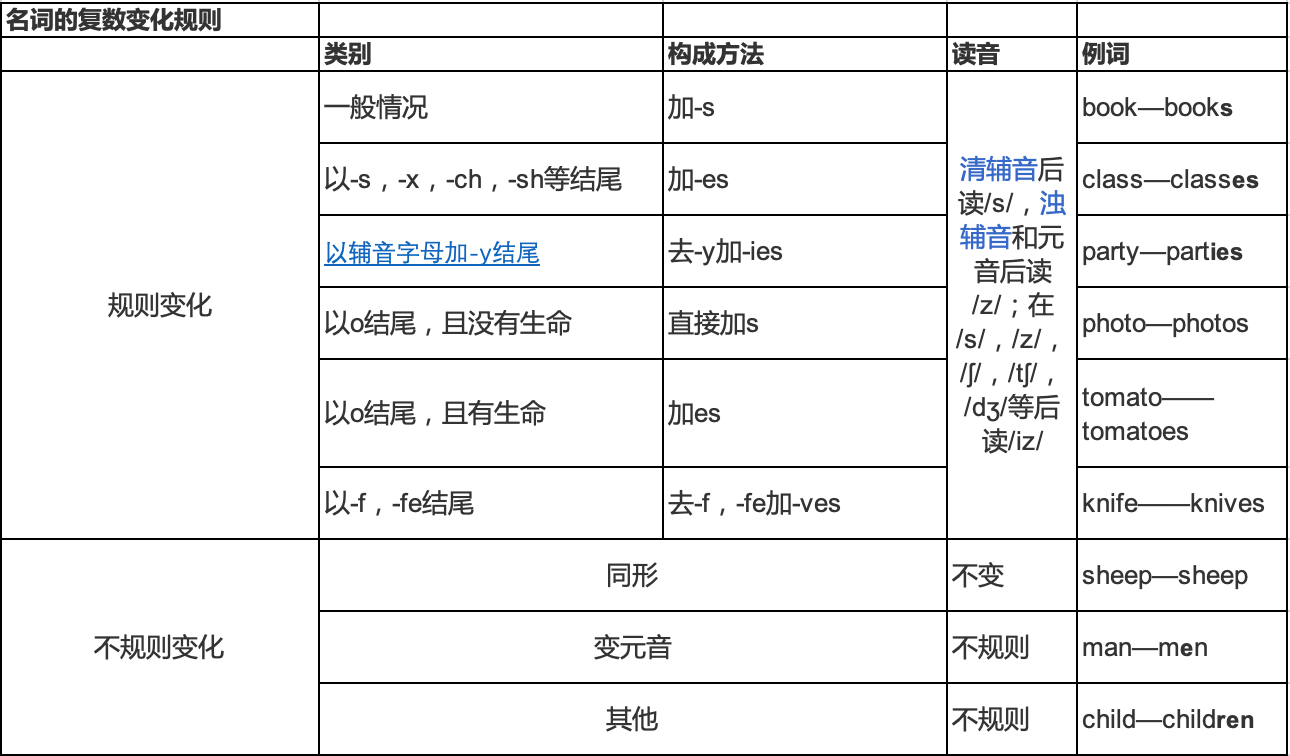 名词的复数变化规则
类别 构成方法 读音 例词
规则变化
一般情况 加-s book—books
以-s，-x，-ch，-sh等结尾 加-es class—classes
以辅音字母加-y结尾 去-y加-ies party—parties
以o结尾，且没有生命 直接加s photo—photos
以o结尾，且有生命 加es tomato——
tomatoes
以-f，-fe结尾 去-f，-fe加-ves knife——knives
清辅音后
读/s/，浊
辅音和元
音后读
/z/；在
/s/，/z/，
/ʃ/，/tʃ/，
/dʒ/等后
读/iz/
不规则变化
同形 不变 sheep—sheep
变元音 不规则 man—men
其他 不规则 child—children